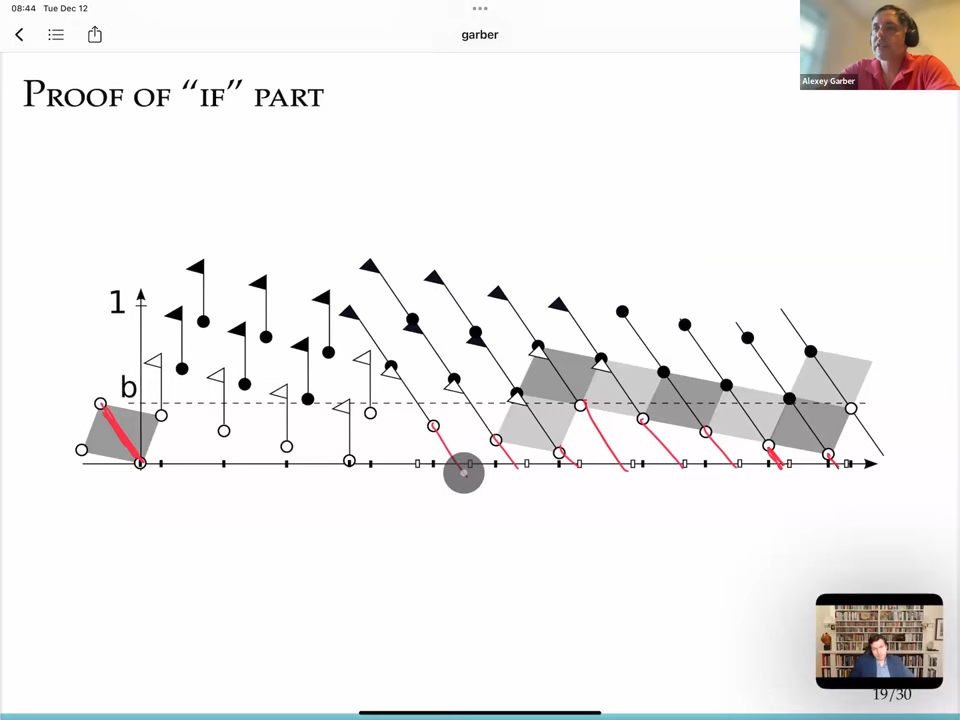 08:44 Tue Dec 12
garber
Alexey Garber
PROOF OF “IF” PART
1
b
19/30